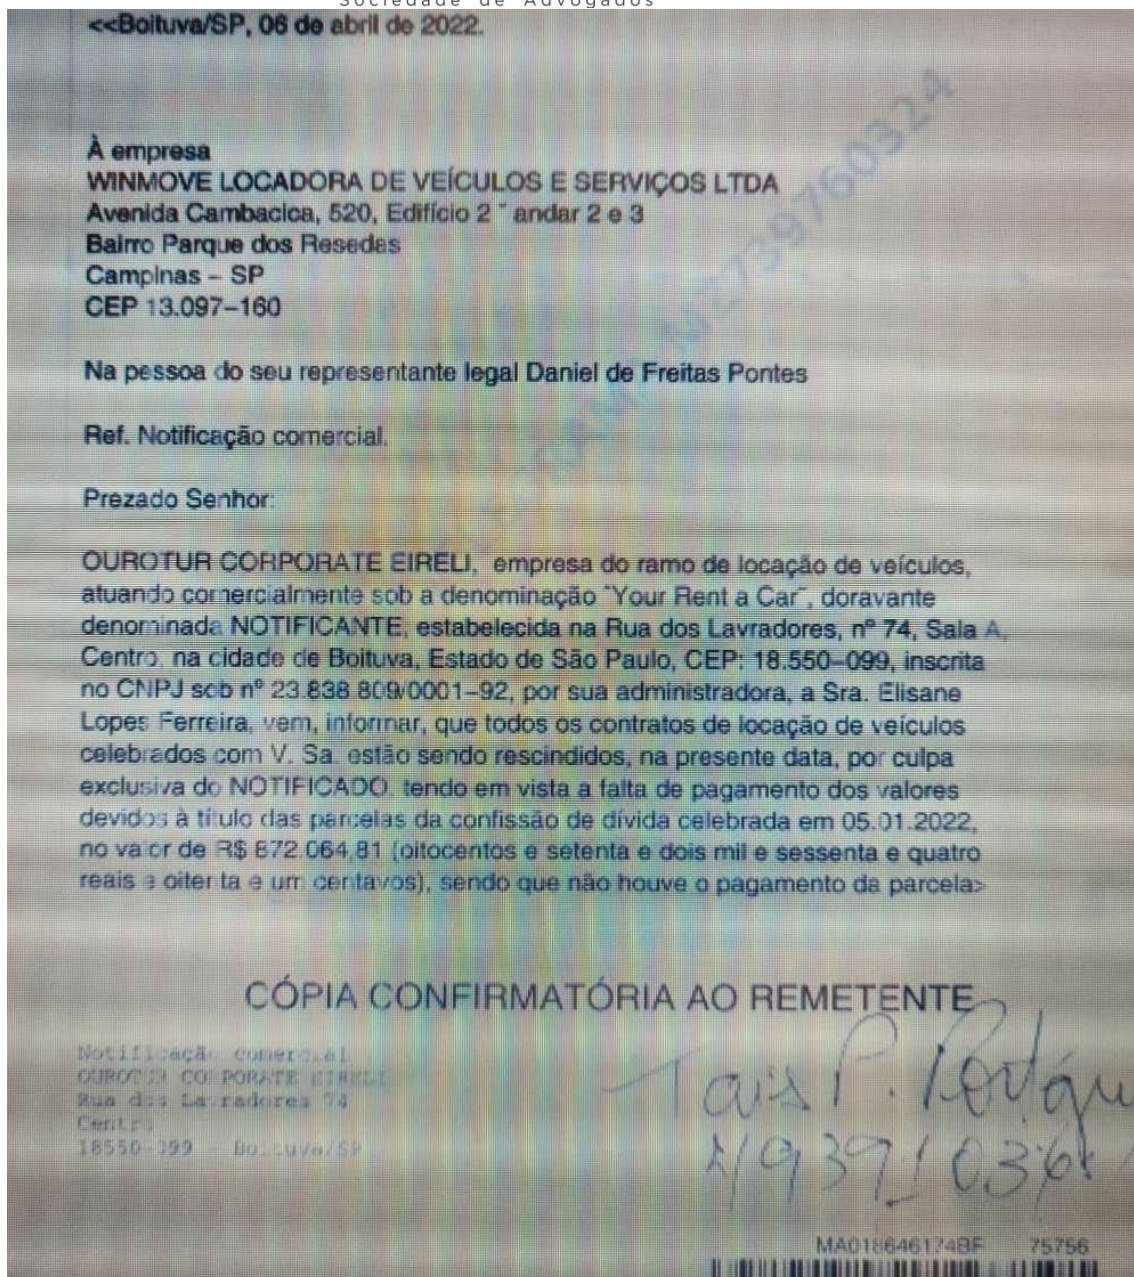 Sociedade de Advogados
<<Boituva/SP, 06 de abril de 2022.
À empresa
WINMOVE LOCADORA DE VEÍCULOS E SERVIÇOS LTDA
Avenida Cambacica, 520, Edifício 2 ˜ andar 2 e 3
Bairro Parque dos Resedas
Campinas – SP
CEP 13.097–160
Na pessoa do seu representante legal Daniel de Freitas Pontes
Ref. Notificação comercial.
Prezado Senhor:
OUROTUR CORPORATE EIRELI, empresa do ramo de locação de veículos,
atuando comercialmente sob a denominação "Your Rent a Car", doravante
denominada NOTIFICANTE, estabelecida na Rua dos Lavradores, nº 74, Sala A,
Centro, na cidade de Boituva, Estado de São Paulo, CEP: 18.550–099, inscrita
no CNPJ sob nº 23.838.809/0001–92, por sua administradora, a Sra. Elisane
Lopes Ferreira, vem, informar, que todos os contratos de locação de veículos
celebrados com V. Sa. estão sendo rescindidos, na presente data, por culpa
exclusiva do NOTIFICADO, tendo em vista a falta de pagamento dos valores
devidos à título das parcelas da confissão de dívida celebrada em 05.01.2022,
no valor de R$ 872.064,81 (oitocentos e setenta e dois mil e sessenta e quatro
reais e oitenta e um centavos), sendo que não houve o pagamento da parcela>
CÓPIA CONFIRMATÓRIA AO REMETENTE
Notificação comercial
OUROTUR CORPORATE EIRELI
Rua dos Lavradores 74
Centro
18550-099 - Boituva/SP
Tais P.
MA018646174BF 75756